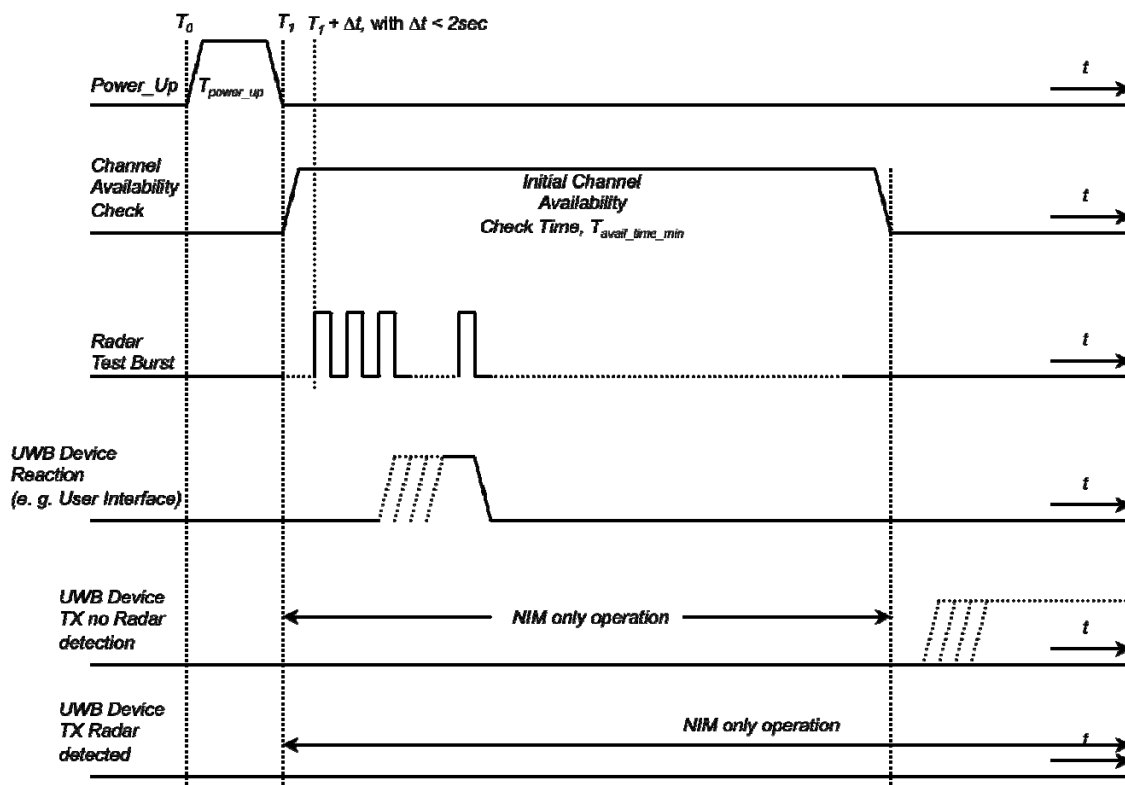 T0 T1 T1 + Δt, with Δt < 2sec
t
Power_Up Tpower_up
Channel
Availability
Check
Initial Channel
Availability
Check Time, Tavail_time_min
t
Radar
Test Burst
t
UWB Device
Reaction
(e. g. User Interface)
t
UWB Device
TX no Radar
detection
NIM only operation
t
UWB Device
TX Radar
detected
NIM only operation
t